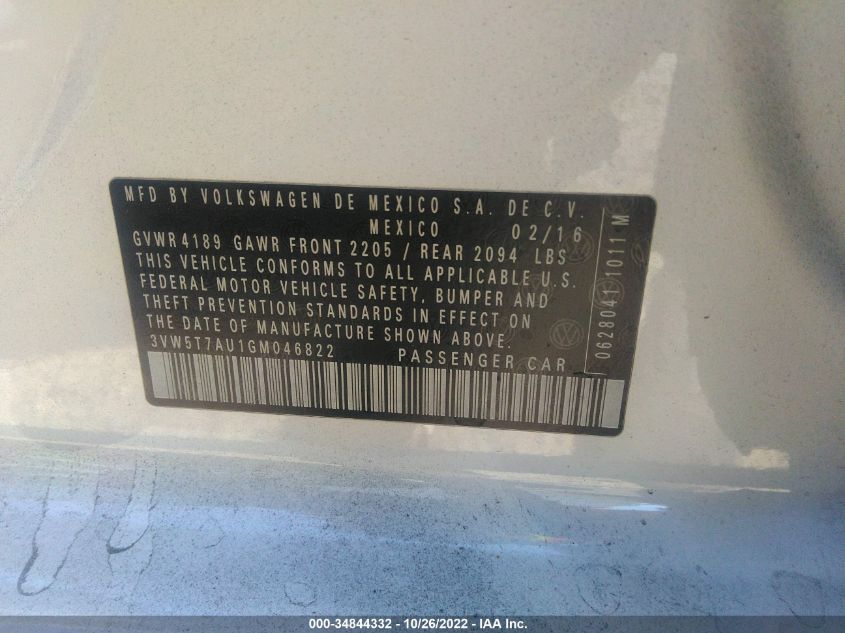 MFD BY VOLKSWAGEN DE MEXICO S.A. DE C.V.
MEXICO 02/16
GVWR4189 GAWR FRONT 2205 / REAR 2094 LBS
THIS VEHICLE CONFORMS TO ALL APPLICABLE U.S.
FEDERAL MOTOR VEHICLE SAFETY, BUMPER AND
THEFT PREVENTION STANDARDS IN EFFECT ON
THE DATE OF MANUFACTURE SHOWN ABOVE.
3VW5T7AU1GM046822 PASSENGER CAR
0628041 1011 M
000-34844332 - 10/26/2022 - IAA Inc.